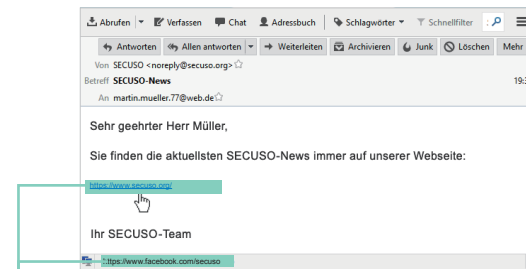 Abrufen Verfassen Chat Adressbuch Schlagwörter Schnellfilter
Antworten Allen antworten Weiterleiten Archivieren Junk Löschen Mehr
Von SECUSO <noreply@secuso.org>
Betreff SECUSO-News 19:3
An martin.mueller.77@web.de
Sehr geehrter Herr Müller,
Sie finden die aktuellsten SECUSO-News immer auf unserer Webseite:
https://www.secuso.org/
Ihr SECUSO-Team
ttps://www.facebook.com/secuso